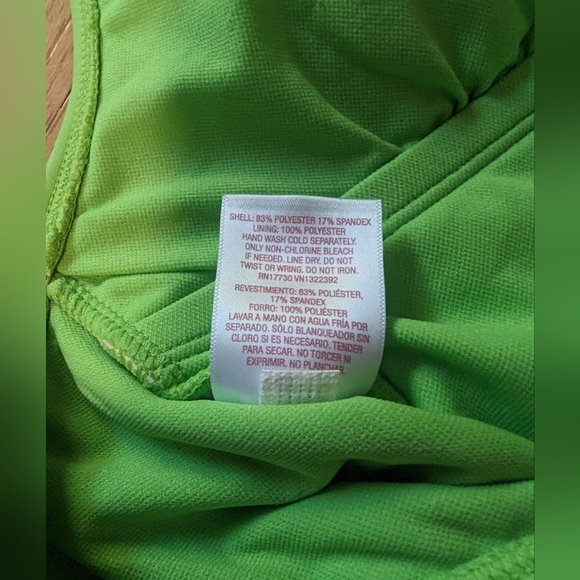 SHELL: 83% POLYESTER 17% SPANDEX
LINING: 100% POLYESTER
HAND WASH COLD SEPARATELY.
ONLY NON-CHLORINE BLEACH
IF NEEDED. LINE DRY. DO NOT
TWIST OR WRING. DO NOT IRON.
RN17730 VN1322392
REVESTIMIENTO: 83% POLIÉSTER,
17% SPANDEX
FORRO: 100% POLIÉSTER
LAVAR A MANO CON AGUA FRÍA POR
SEPARADO. SÓLO BLANQUEADOR SIN
CLORO SI ES NECESARIO. TENDER
PARA SECAR. NO TORCER NI
EXPRIMIR. NO PLANCHAR